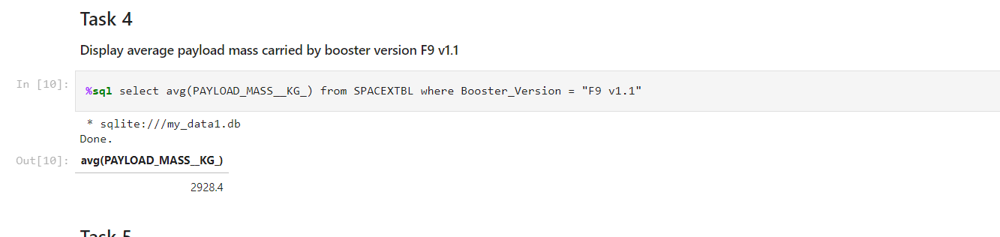 Task 4
Display average payload mass carried by booster version F9 v1.1
In [10]: %sql select avg(PAYLOAD_MASS__KG_) from SPACEXTBL where Booster_Version = "F9 v1.1"
* sqlite:///my_data1.db
Done.
Out[10]: avg(PAYLOAD_MASS__KG_)
2928.4
Task 5